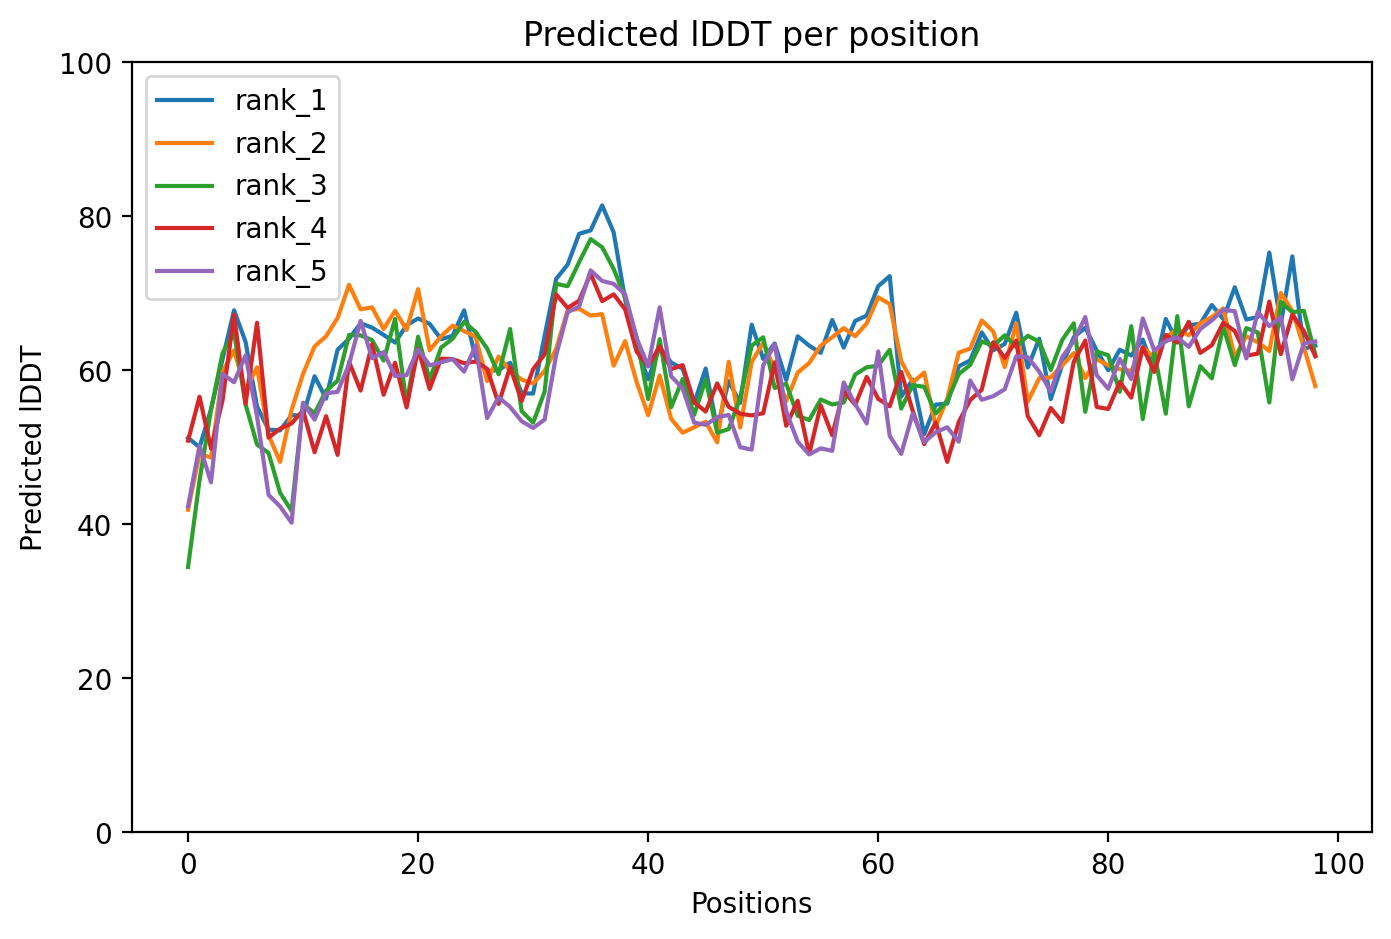 Predicted lDDT per position
100
80
60
40
20
0
Predicted lDDT
rank_1
rank_2
rank_3
rank_4
rank_5
0 20 40 60 80 100
Positions